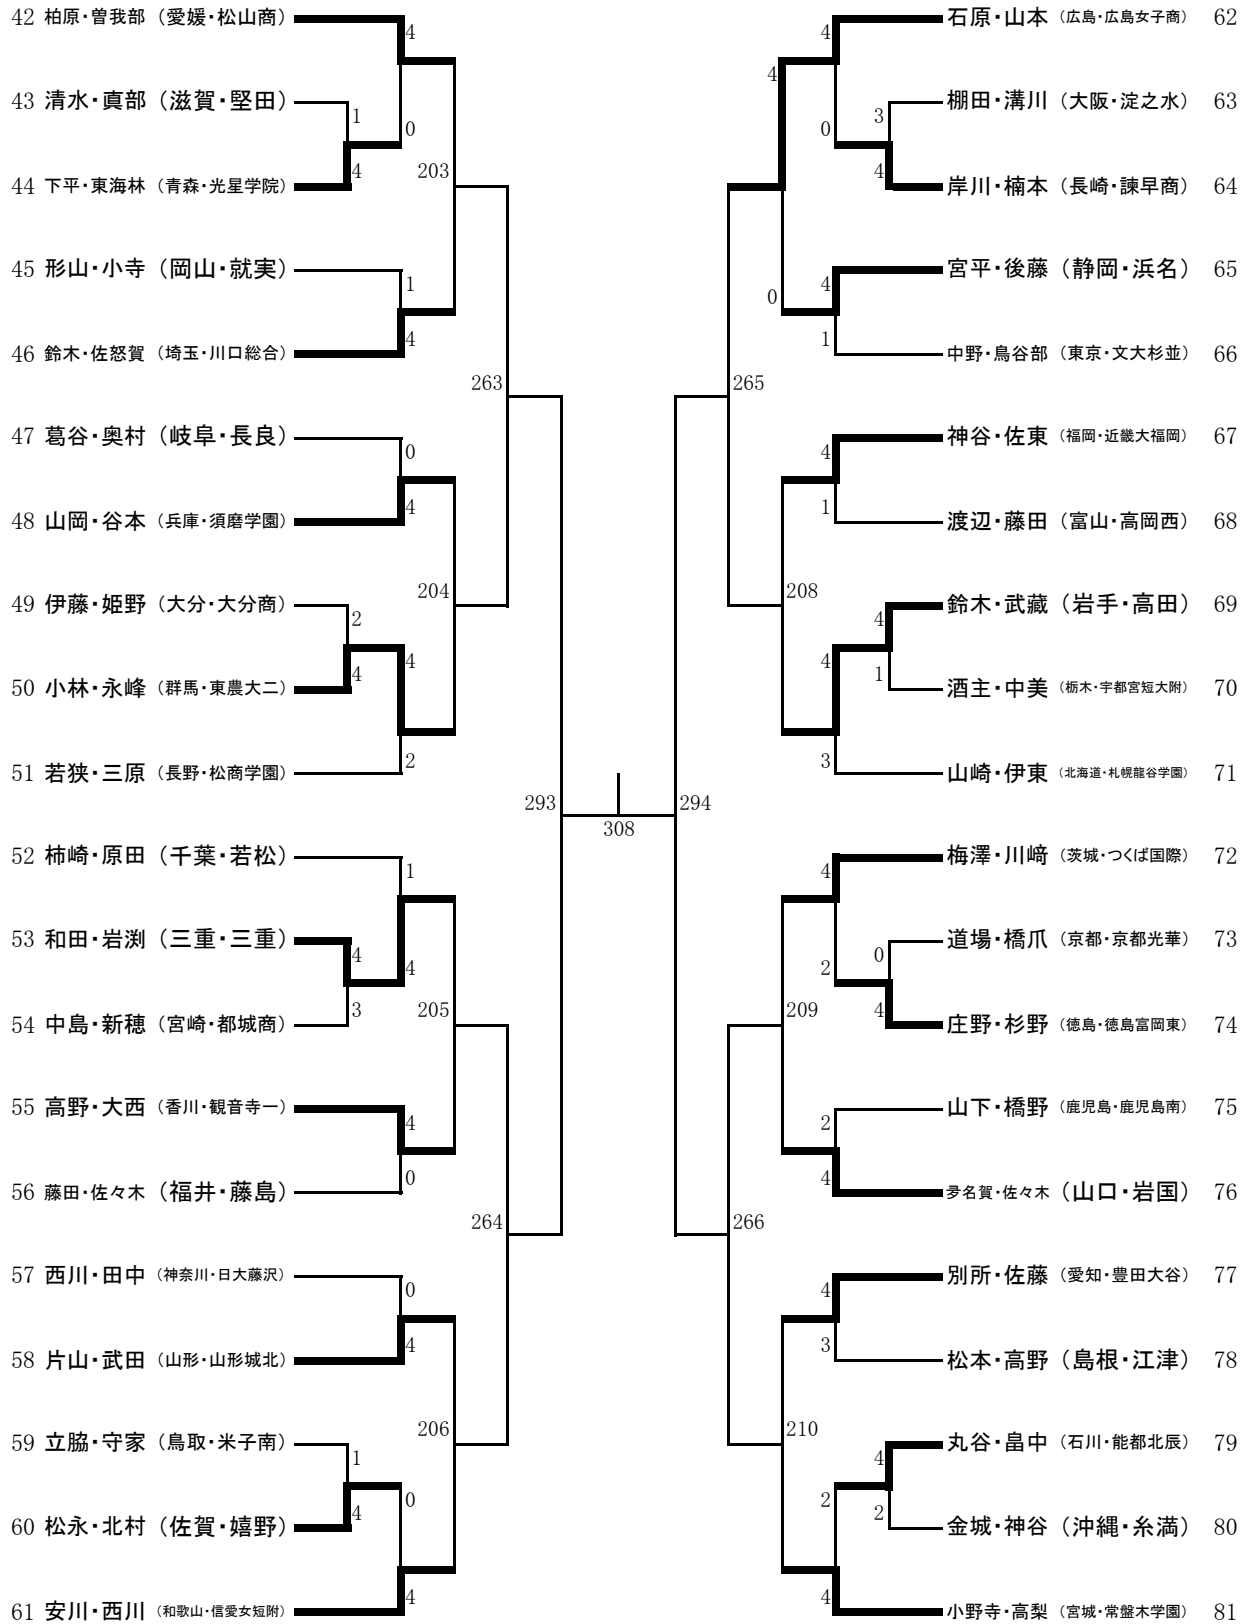 42 柏原・曽我部 (愛媛・松山商)
43 清水・真部 (滋賀・堅田)
44 下平・東海林 (青森・光星学院)
45 形山・小寺 (岡山・就実)
46 鈴木・佐怒賀 (埼玉・川口総合)
47 葛谷・奥村 (岐阜・長良)
48 山岡・谷本 (兵庫・須磨学園)
49 伊藤・姫野 (大分・大分商)
50 小林・永峰 (群馬・東農大二)
51 若狭・三原 (長野・松商学園)
52 柿崎・原田 (千葉・若松)
53 和田・岩渕 (三重・三重)
54 中島・新穂 (宮崎・都城商)
55 高野・大西 (香川・観音寺一)
56 藤田・佐々木 (福井・藤島)
57 西川・田中 (神奈川・日大藤沢)
58 片山・武田 (山形・山形城北)
59 立脇・守家 (鳥取・米子南)
60 松永・北村 (佐賀・嬉野)
61 安川・西川 (和歌山・信愛女短附)
4
1
0
4
203
1
4
263
0
4
204
2
4
4
2
293
1
4
4
3
205
4
0
264
0
4
206
1
0
4
4
308
石原・山本 (広島・広島女子商) 62
棚田・溝川 (大阪・淀之水) 63
岸川・楠本 (長崎・諫早商) 64
宮平・後藤 (静岡・浜名) 65
中野・鳥谷部 (東京・文大杉並) 66
神谷・佐東 (福岡・近畿大福岡) 67
渡辺・藤田 (富山・高岡西) 68
鈴木・武藏 (岩手・高田) 69
酒主・中美 (栃木・宇都宮短大附) 70
山崎・伊東 (北海道・札幌龍谷学園) 71
梅澤・川﨑 (茨城・つくば国際) 72
道場・橋爪 (京都・京都光華) 73
庄野・杉野 (徳島・徳島富岡東) 74
山下・橋野 (鹿児島・鹿児島南) 75
夛名賀・佐々木 (山口・岩国) 76
別所・佐藤 (愛知・豊田大谷) 77
松本・高野 (島根・江津) 78
丸谷・畠中 (石川・能都北辰) 79
金城・神谷 (沖縄・糸満) 80
小野寺・高梨 (宮城・常盤木学園) 81
4
4
3
0
4
4
0
1
265
4
1
208
4
4
1
3
294
4
0
2
4
209
2
4
266
4
3
210
4
2
2
4